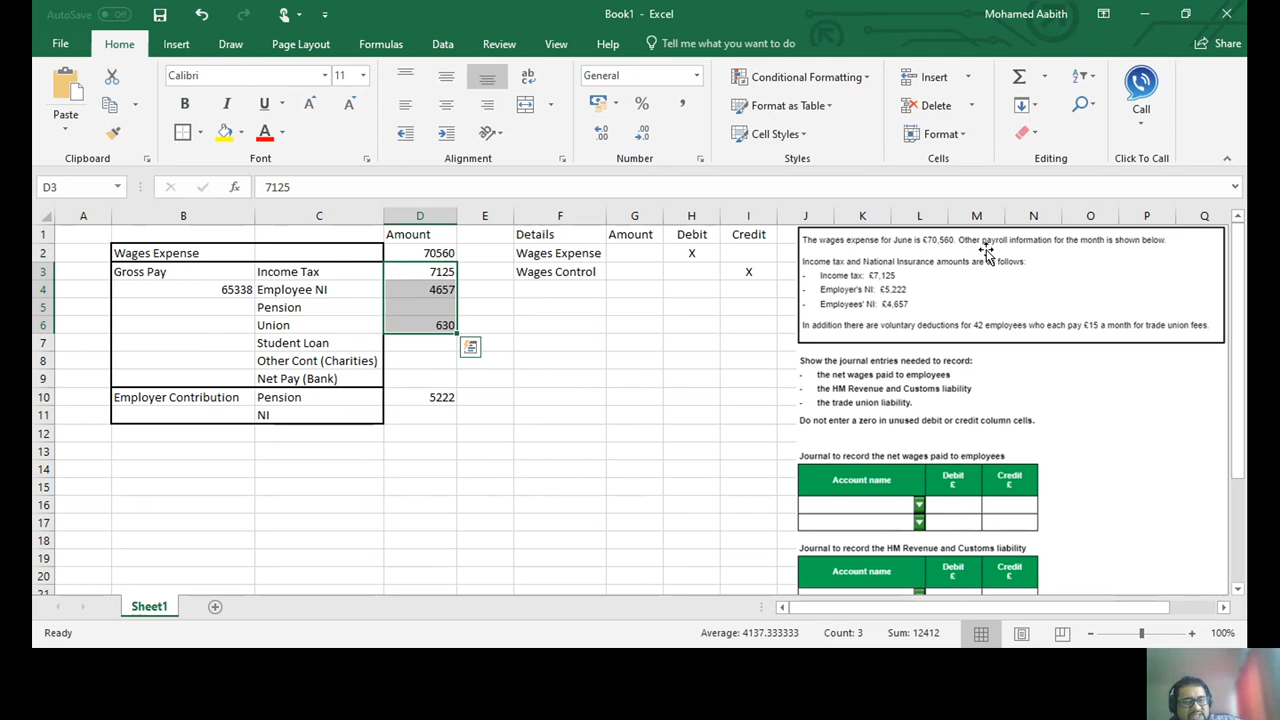 AutoSave Off
Book1 - Excel
Mohamed Aabith
File Home Insert Draw Page Layout Formulas Data Review View Help Tell me what you want to do Share
Calibri 11 General
Paste
B I U A A
ab
% ,
Conditional Formatting
Format as Table
Cell Styles
Insert
Delete
Format
Call
Clipboard Font Alignment Number Styles Cells Editing Click To Call
D3 fx 7125
A B C D E F G H I J K L M N O P Q
1 Amount Details Amount Debit Credit
2 Wages Expense 70560 Wages Expense X
3 Gross Pay Income Tax 7125 Wages Control X
4 65338 Employee NI 4657
5 Pension
6 Union 630
7 Student Loan
8 Other Cont (Charities)
9 Net Pay (Bank)
10 Employer Contribution Pension 5222
11 NI
12
13
14
15
16
17
18
19
20
21
The wages expense for June is £70,560. Other payroll information for the month is shown below.
Income tax and National Insurance amounts are as follows:
- Income tax: £7,125
- Employer's NI: £5,222
- Employees' NI: £4,657
In addition there are voluntary deductions for 42 employees who each pay £15 a month for trade union fees.
Show the journal entries needed to record:
- the net wages paid to employees
- the HM Revenue and Customs liability
- the trade union liability.
Do not enter a zero in unused debit or credit column cells.
Journal to record the net wages paid to employees
Account name Debit £ Credit £
Journal to record the HM Revenue and Customs liability
Account name Debit £ Credit £
Sheet1
Ready Average: 4137.333333 Count: 3 Sum: 12412 100%